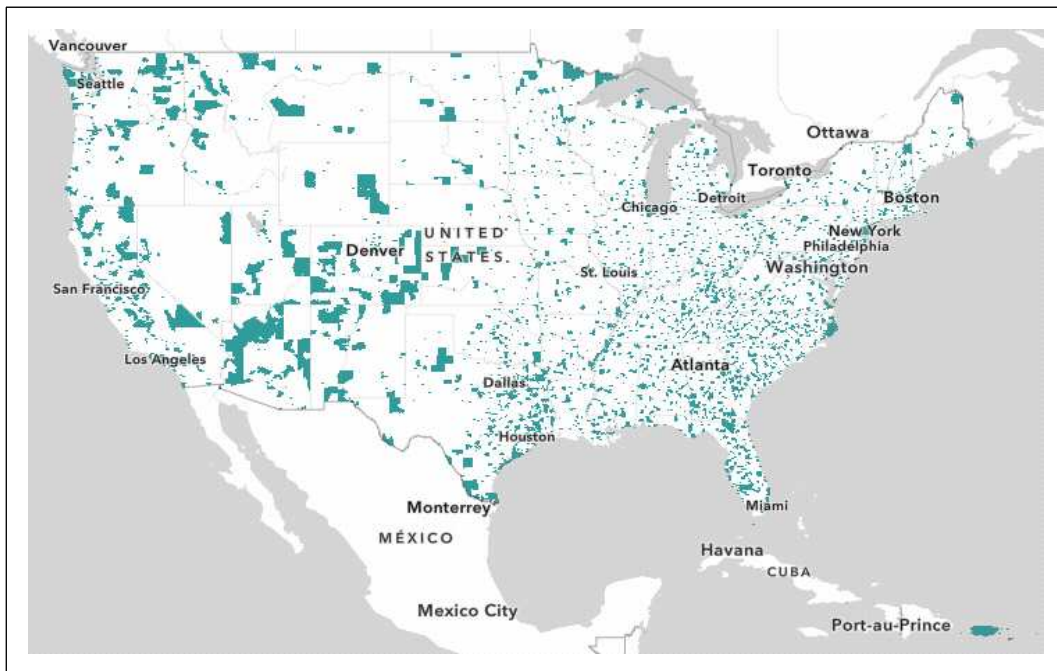 Vancouver
Seattle
Ottawa
Toronto
Boston
Detroit
Chicago
New York
Philadelphia
UNITED
STATES
Denver
Washington
St. Louis
San Francisco
Los Angeles
Atlanta
Dallas
Houston
Monterrey
Miami
MÉXICO
Havana
CUBA
Mexico City
Port-au-Prince